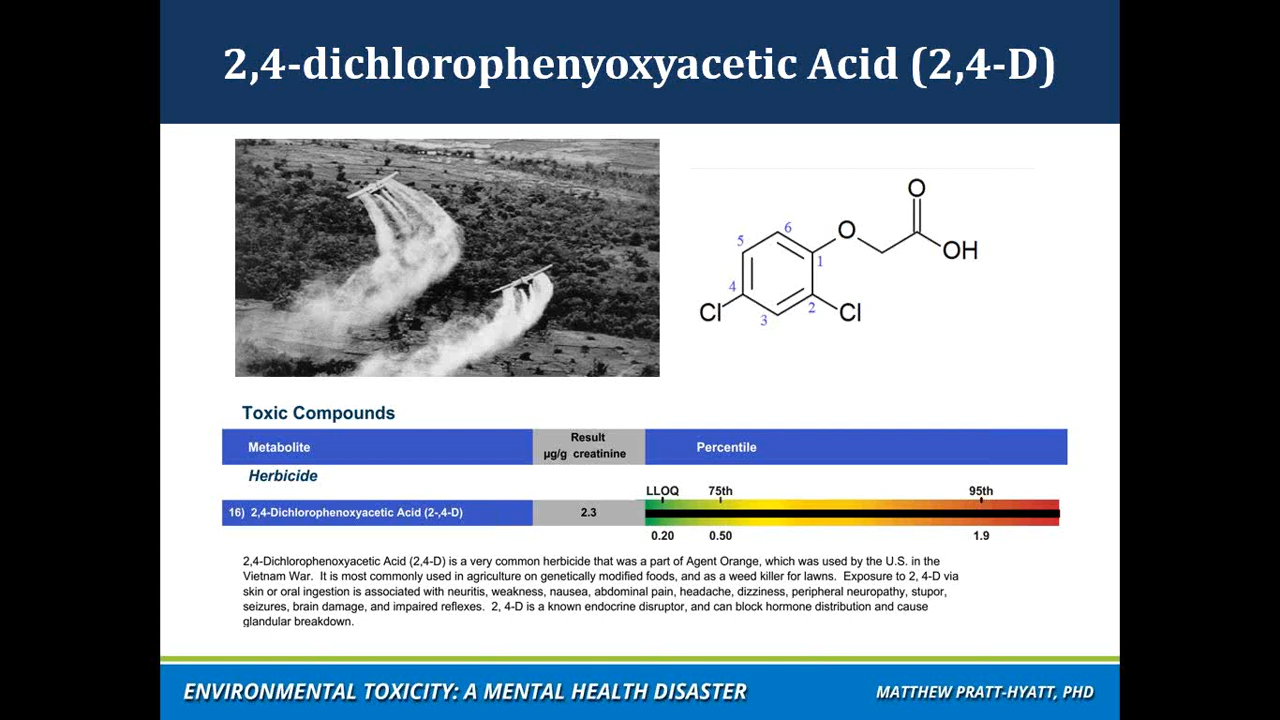 2,4-dichlorophenyoxyacetic Acid (2,4-D)
O
O
OH
6
5
1
4
2
3
Cl
Cl
Toxic Compounds
Metabolite
Result
µg/g creatinine
Percentile
Herbicide
LLOQ 75th 95th
16) 2,4-Dichlorophenoxyacetic Acid (2-,4-D) 2.3
0.20 0.50 1.9
2,4-Dichlorophenoxyacetic Acid (2,4-D) is a very common herbicide that was a part of Agent Orange, which was used by the U.S. in the
Vietnam War. It is most commonly used in agriculture on genetically modified foods, and as a weed killer for lawns. Exposure to 2, 4-D via
skin or oral ingestion is associated with neuritis, weakness, nausea, abdominal pain, headache, dizziness, peripheral neuropathy, stupor,
seizures, brain damage, and impaired reflexes. 2, 4-D is a known endocrine disruptor, and can block hormone distribution and cause
glandular breakdown.
ENVIRONMENTAL TOXICITY: A MENTAL HEALTH DISASTER
MATTHEW PRATT-HYATT, PHD